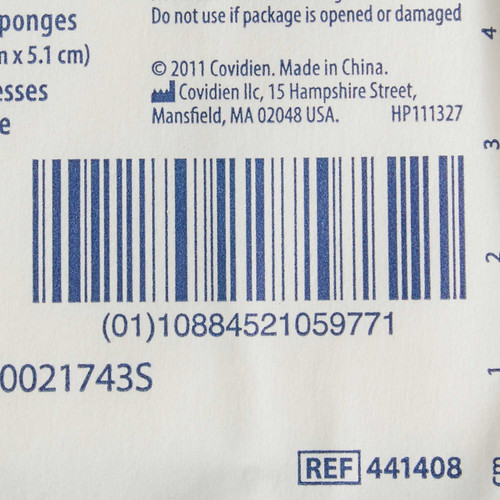 ponges
x 5.1 cm)
esses
e
Do not use if package is opened or damaged
© 2011 Covidien. Made in China.
Covidien llc, 15 Hampshire Street,
Mansfield, MA 02048 USA. HP111327
(01)10884521059771
0021743S
REF 441408
4
3
2
1
cm